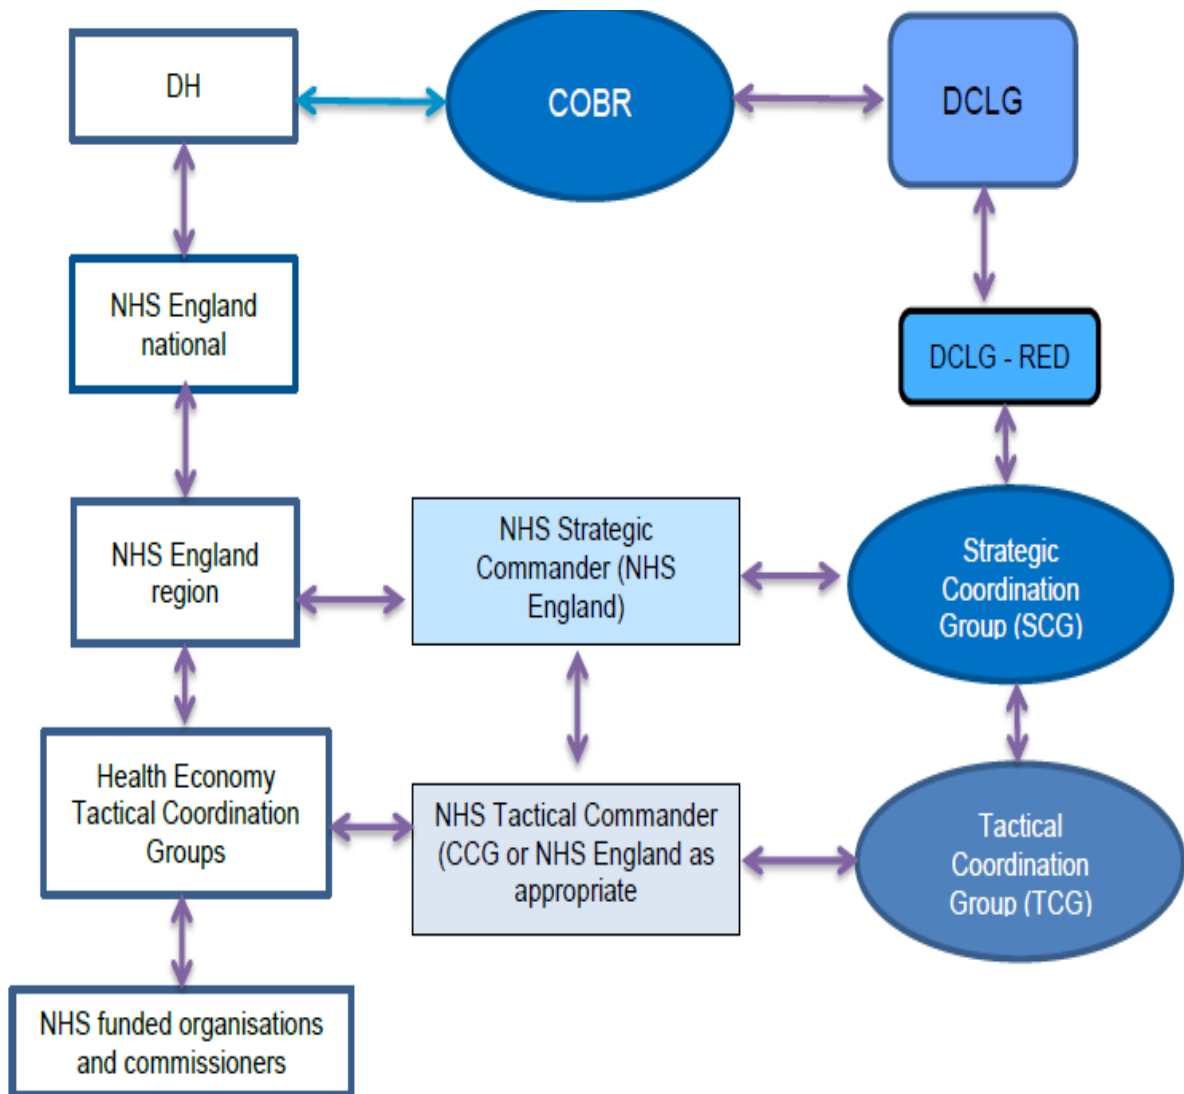 DH
COBR
DCLG
NHS England
national
DCLG - RED
NHS England
region
NHS Strategic
Commander (NHS
England)
Strategic
Coordination
Group (SCG)
Health Economy
Tactical Coordination
Groups
NHS Tactical Commander
(CCG or NHS England as
appropriate
Tactical
Coordination
Group (TCG)
NHS funded organisations
and commissioners